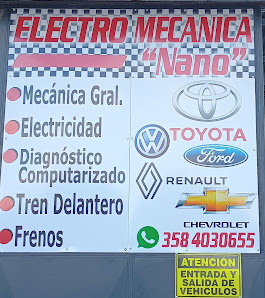 ELECTRO MECANICA
"Nano"
Mecánica Gral.
Electricidad
Diagnóstico
Computarizado
Tren Delantero
Frenos
TOYOTA
Ford
RENAULT
CHEVROLET
358 4030655
ATENCION
ENTRADA Y
SALIDA DE
VEHICULOS